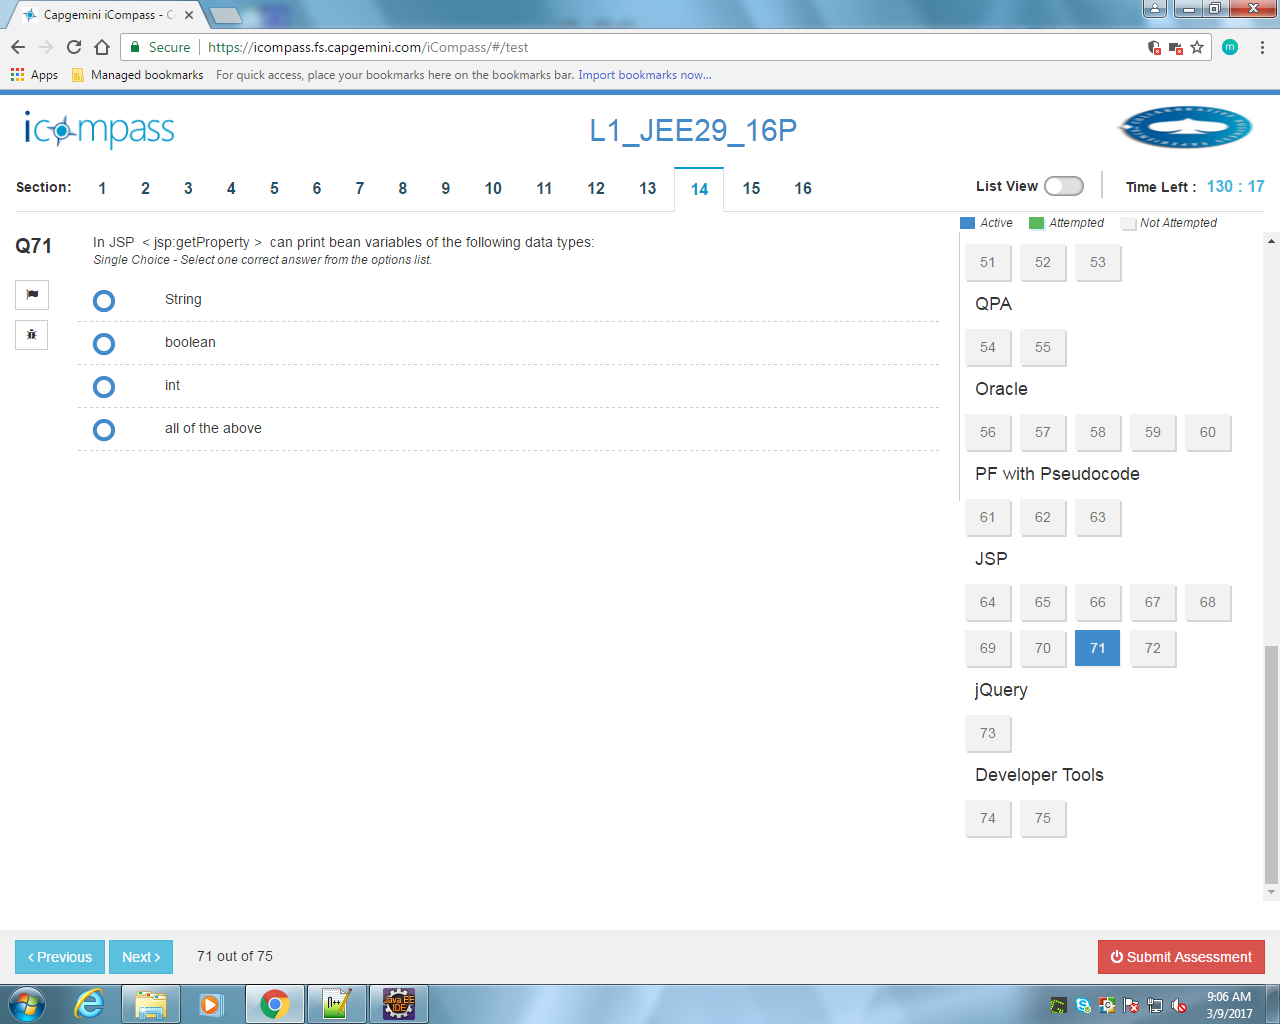 Capgemini iCompass - C
Secure https://icompass.fs.capgemini.com/iCompass/#/test
m
Apps Managed bookmarks For quick access, place your bookmarks here on the bookmarks bar. Import bookmarks now...
icompass
L1_JEE29_16P
Section: 1 2 3 4 5 6 7 8 9 10 11 12 13 14 15 16
List View
Time Left : 130 : 17
Active Attempted Not Attempted
Q71
In JSP < jsp:getProperty > can print bean variables of the following data types:
Single Choice - Select one correct answer from the options list.
String
boolean
int
all of the above
51 52 53
QPA
54 55
Oracle
56 57 58 59 60
PF with Pseudocode
61 62 63
JSP
64 65 66 67 68
69 70 71 72
jQuery
73
Developer Tools
74 75
‹ Previous
Next ›
71 out of 75
Submit Assessment
N++
Java EE
IDE
9:06 AM
3/9/2017